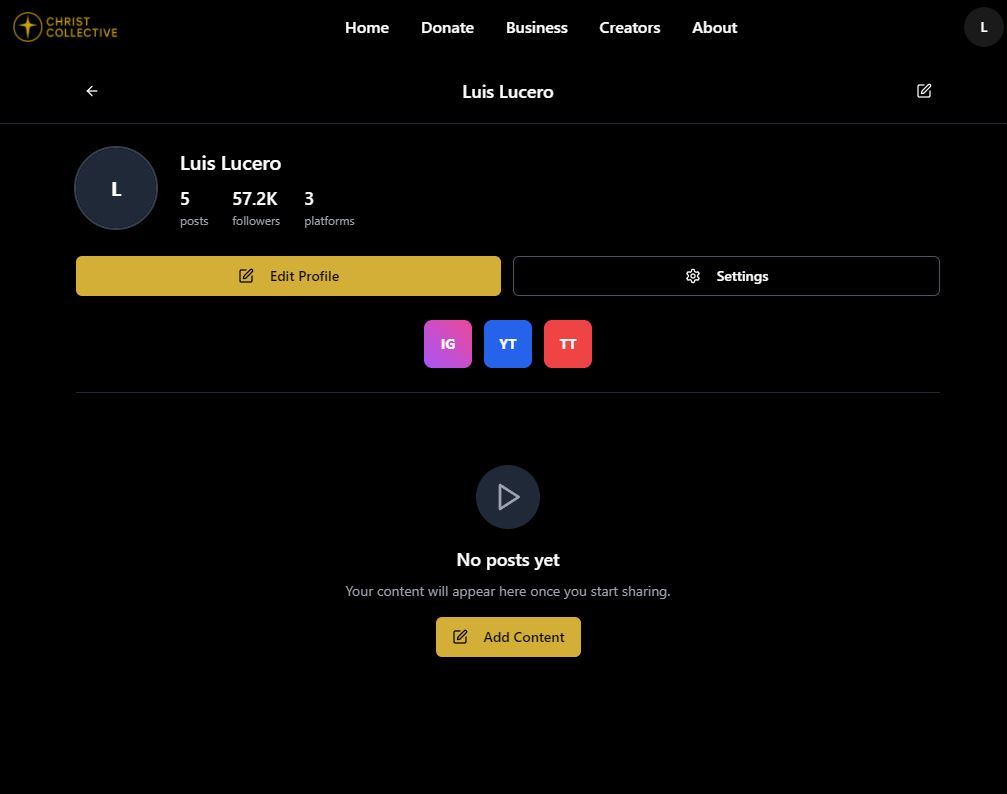 CHRIST
COLLECTIVE
Home Donate Business Creators About
L
Luis Lucero
L
Luis Lucero
5 57.2K 3
posts followers platforms
Edit Profile Settings
IG YT TT
No posts yet
Your content will appear here once you start sharing.
Add Content